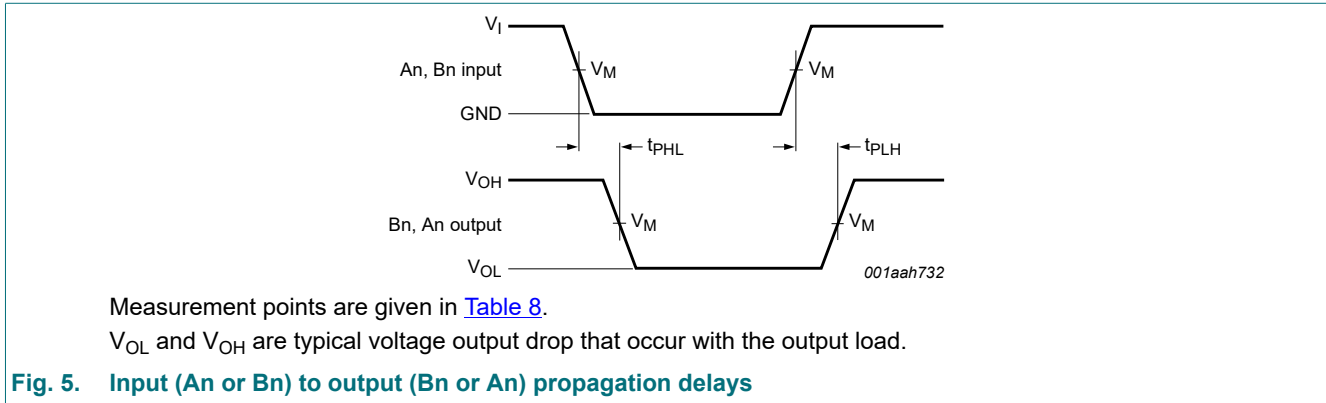 VI
An, Bn input
VM
VM
GND
tPHL
tPLH
VOH
Bn, An output
VM
VM
VOL
001aah732
Measurement points are given in Table 8.
VOL and VOH are typical voltage output drop that occur with the output load.
Fig. 5. Input (An or Bn) to output (Bn or An) propagation delays